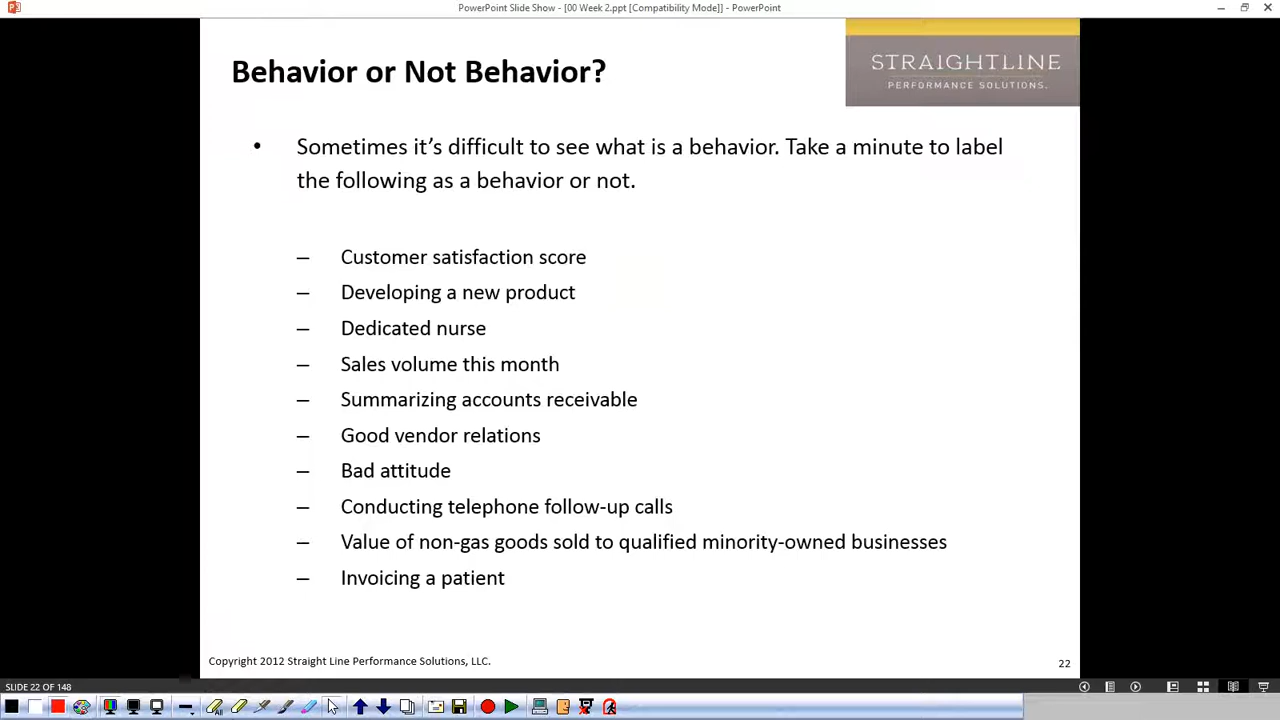 PowerPoint Slide Show - [00 Week 2.ppt [Compatibility Mode]] - PowerPoint
Behavior or Not Behavior?
STRAIGHTLINE
PERFORMANCE SOLUTIONS.
• Sometimes it’s difficult to see what is a behavior. Take a minute to label
the following as a behavior or not.
– Customer satisfaction score
– Developing a new product
– Dedicated nurse
– Sales volume this month
– Summarizing accounts receivable
– Good vendor relations
– Bad attitude
– Conducting telephone follow-up calls
– Value of non-gas goods sold to qualified minority-owned businesses
– Invoicing a patient
Copyright 2012 Straight Line Performance Solutions, LLC.
22
SLIDE 22 OF 148